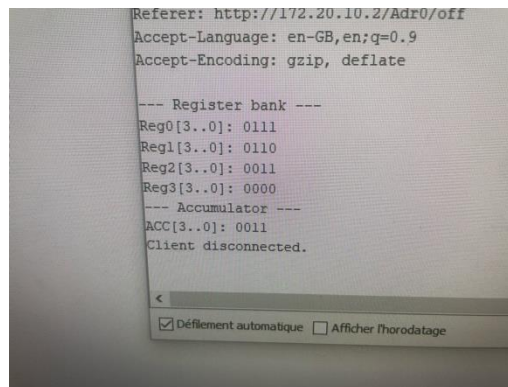 Referer: http://172.20.10.2/Adr0/off
Accept-Language: en-GB,en;q=0.9
Accept-Encoding: gzip, deflate
--- Register bank ---
Reg0[3..0]: 0111
Reg1[3..0]: 0110
Reg2[3..0]: 0011
Reg3[3..0]: 0000
--- Accumulator ---
ACC[3..0]: 0011
Client disconnected.
Défilement automatique Afficher l'horodatage